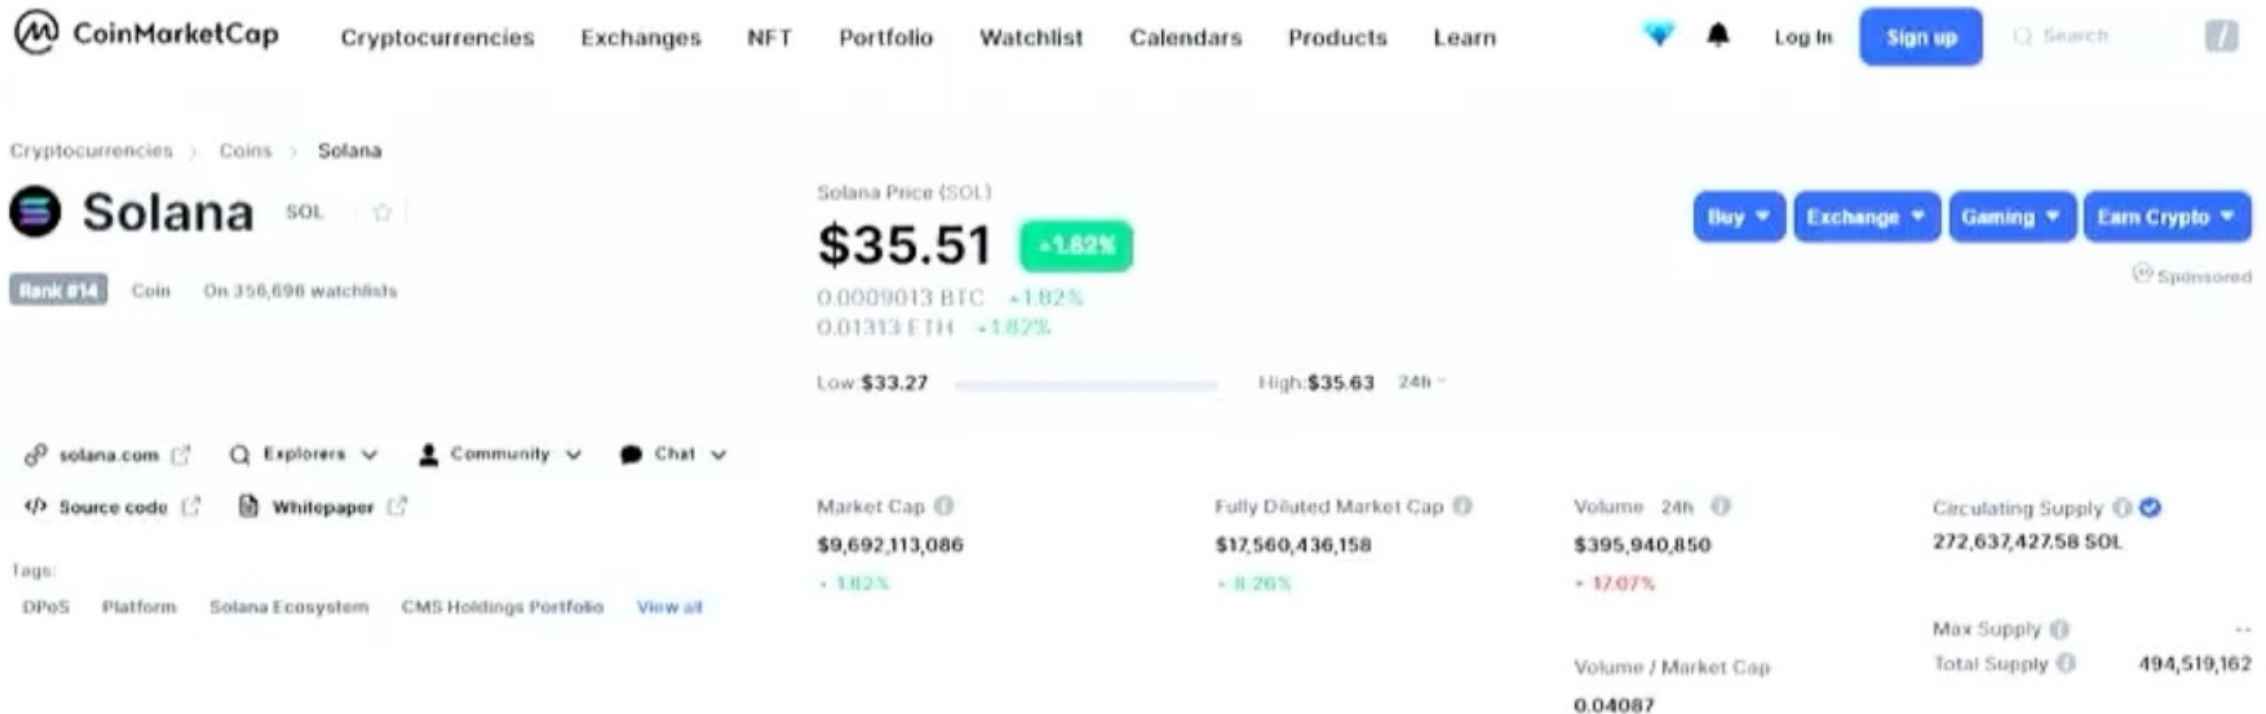 CoinMarketCap Cryptocurrencies Exchanges NFT Portfolio Watchlist Calendars Products Learn Log In Sign up Search /
Cryptocurrencies Coins Solana
Solana SOL
Rank #14 Coin On 356,696 watchlists
Solana Price (SOL)
$35.51 1.82%
0.0009013 BTC 1.82%
0.01313 ETH 1.82%
Low:$33.27 High:$35.63 24h
Buy Exchange Gaming Earn Crypto
Sponsored
solana.com Explorers Community Chat
Source code Whitepaper
Tags:
DPoS Platform Solana Ecosystem CMS Holdings Portfolio View all
Market Cap
$9,692,113,086
1.82%
Fully Diluted Market Cap
$17,560,436,158
8.26%
Volume 24h
$395,940,850
17.07%
Volume / Market Cap
0.04087
Circulating Supply
272,637,427.58 SOL
Max Supply --
Total Supply 494,519,162